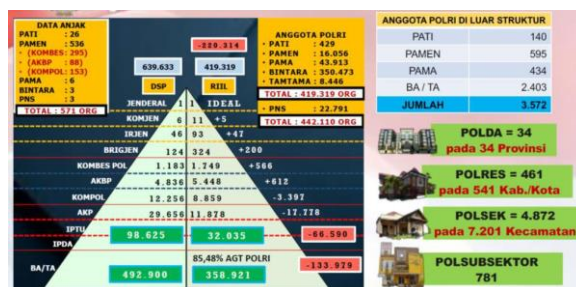 DATA ANJAK
PATI : 26
PAMEN : 536
- (KOMBES: 295)
- (AKBP : 88)
- (KOMPOL: 153)
PAMA : 6
BINTARA : 3
PNS : 3
TOTAL : 571 ORG
-220.314
639.633
419.319
DSP
RIIL
ANGGOTA POLRI
- PATI : 429
- PAMEN : 16.056
- PAMA : 43.913
- BINTARA : 350.473
- TAMTAMA : 8.446
TOTAL : 419.319 ORG
- PNS : 22.791
TOTAL : 442.110 ORG
JENDERAL 1 1 IDEAL
KOMJEN 6 11 +5
IRJEN 46 93 +47
BRIGJEN 124 324 +200
KOMBES POL 1.183 1.749 +566
AKBP 4.836 5.448 +612
KOMPOL 12.256 8.859 -3.397
AKP 29.656 11.878 -17.778
IPTU
IPDA
98.625 32.035 -66.590
85,48% AGT POLRI
BA/TA 492.900 358.921 -133.979
ANGGOTA POLRI DI LUAR STRUKTUR
PATI 140
PAMEN 595
PAMA 434
BA / TA 2.403
JUMLAH 3.572
POLDA = 34
pada 34 Provinsi
POLRES = 461
pada 541 Kab./Kota
POLSEK = 4.872
pada 7.201 Kecamatan
POLSUBSEKTOR
781